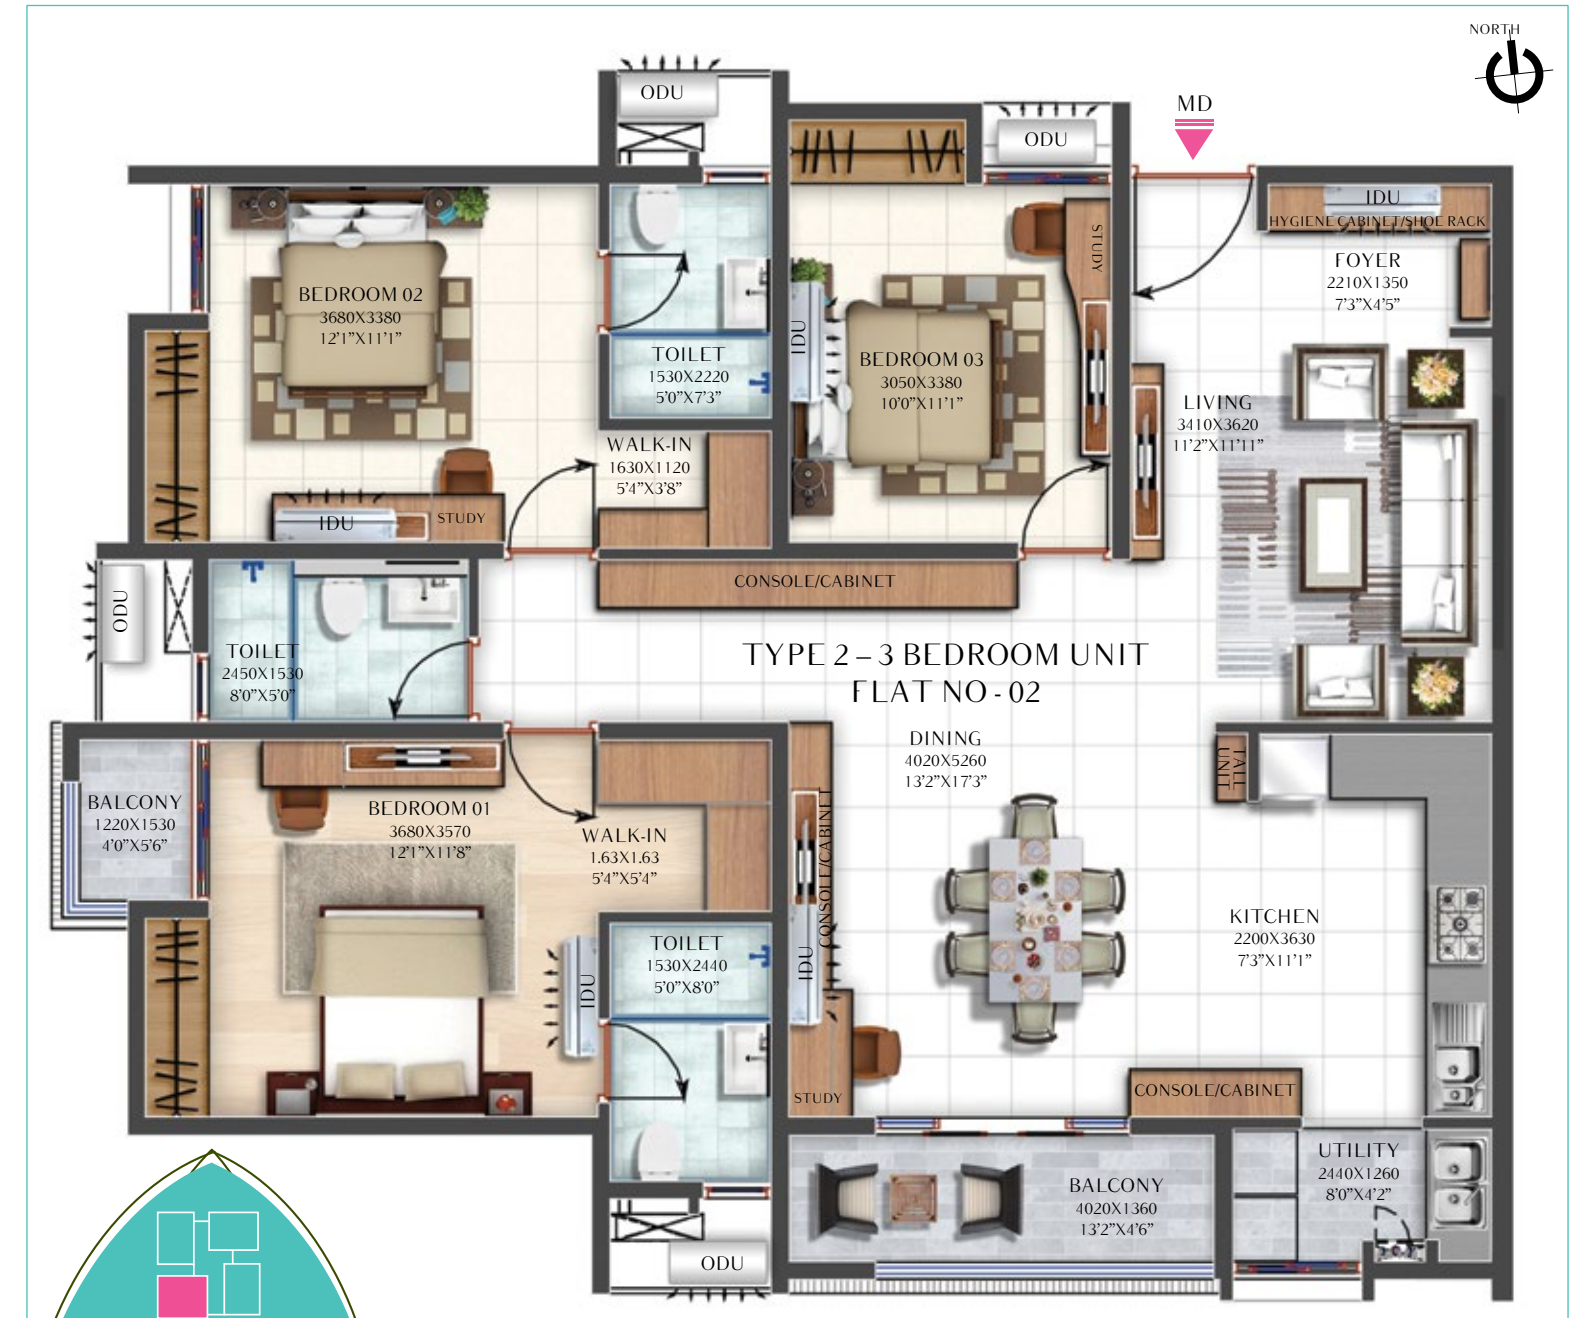 NORTH
MD
ODU
ODU
IDU
HYGIENE CABINET/SHOE RACK
FOYER
2210X1350
7'3"X4'5"
STUDY
BEDROOM 02
3680X3380
12'1"X11'1"
TOILET
1530X2220
5'0"X7'3"
IDU
BEDROOM 03
3050X3380
10'0"X11'1"
LIVING
3410X3620
11'2"X11'11"
WALK-IN
1630X1120
5'4"X3'8"
IDU
STUDY
CONSOLE/CABINET
ODU
TOILET
2450X1530
8'0"X5'0"
TYPE 2 – 3 BEDROOM UNIT
FLAT NO - 02
DINING
4020X5260
13'2"X17'3"
TALL
UNIT
BALCONY
1220X1530
4'0"X5'6"
BEDROOM 01
3680X3570
12'1"X11'8"
WALK-IN
1.63X1.63
5'4"X5'4"
CONSOLE/CABINET
KITCHEN
2200X3630
7'3"X11'1"
TOILET
1530X2440
5'0"X8'0"
IDU
IDU
STUDY
CONSOLE/CABINET
UTILITY
2440X1260
8'0"X4'2"
BALCONY
4020X1360
13'2"X4'6"
ODU